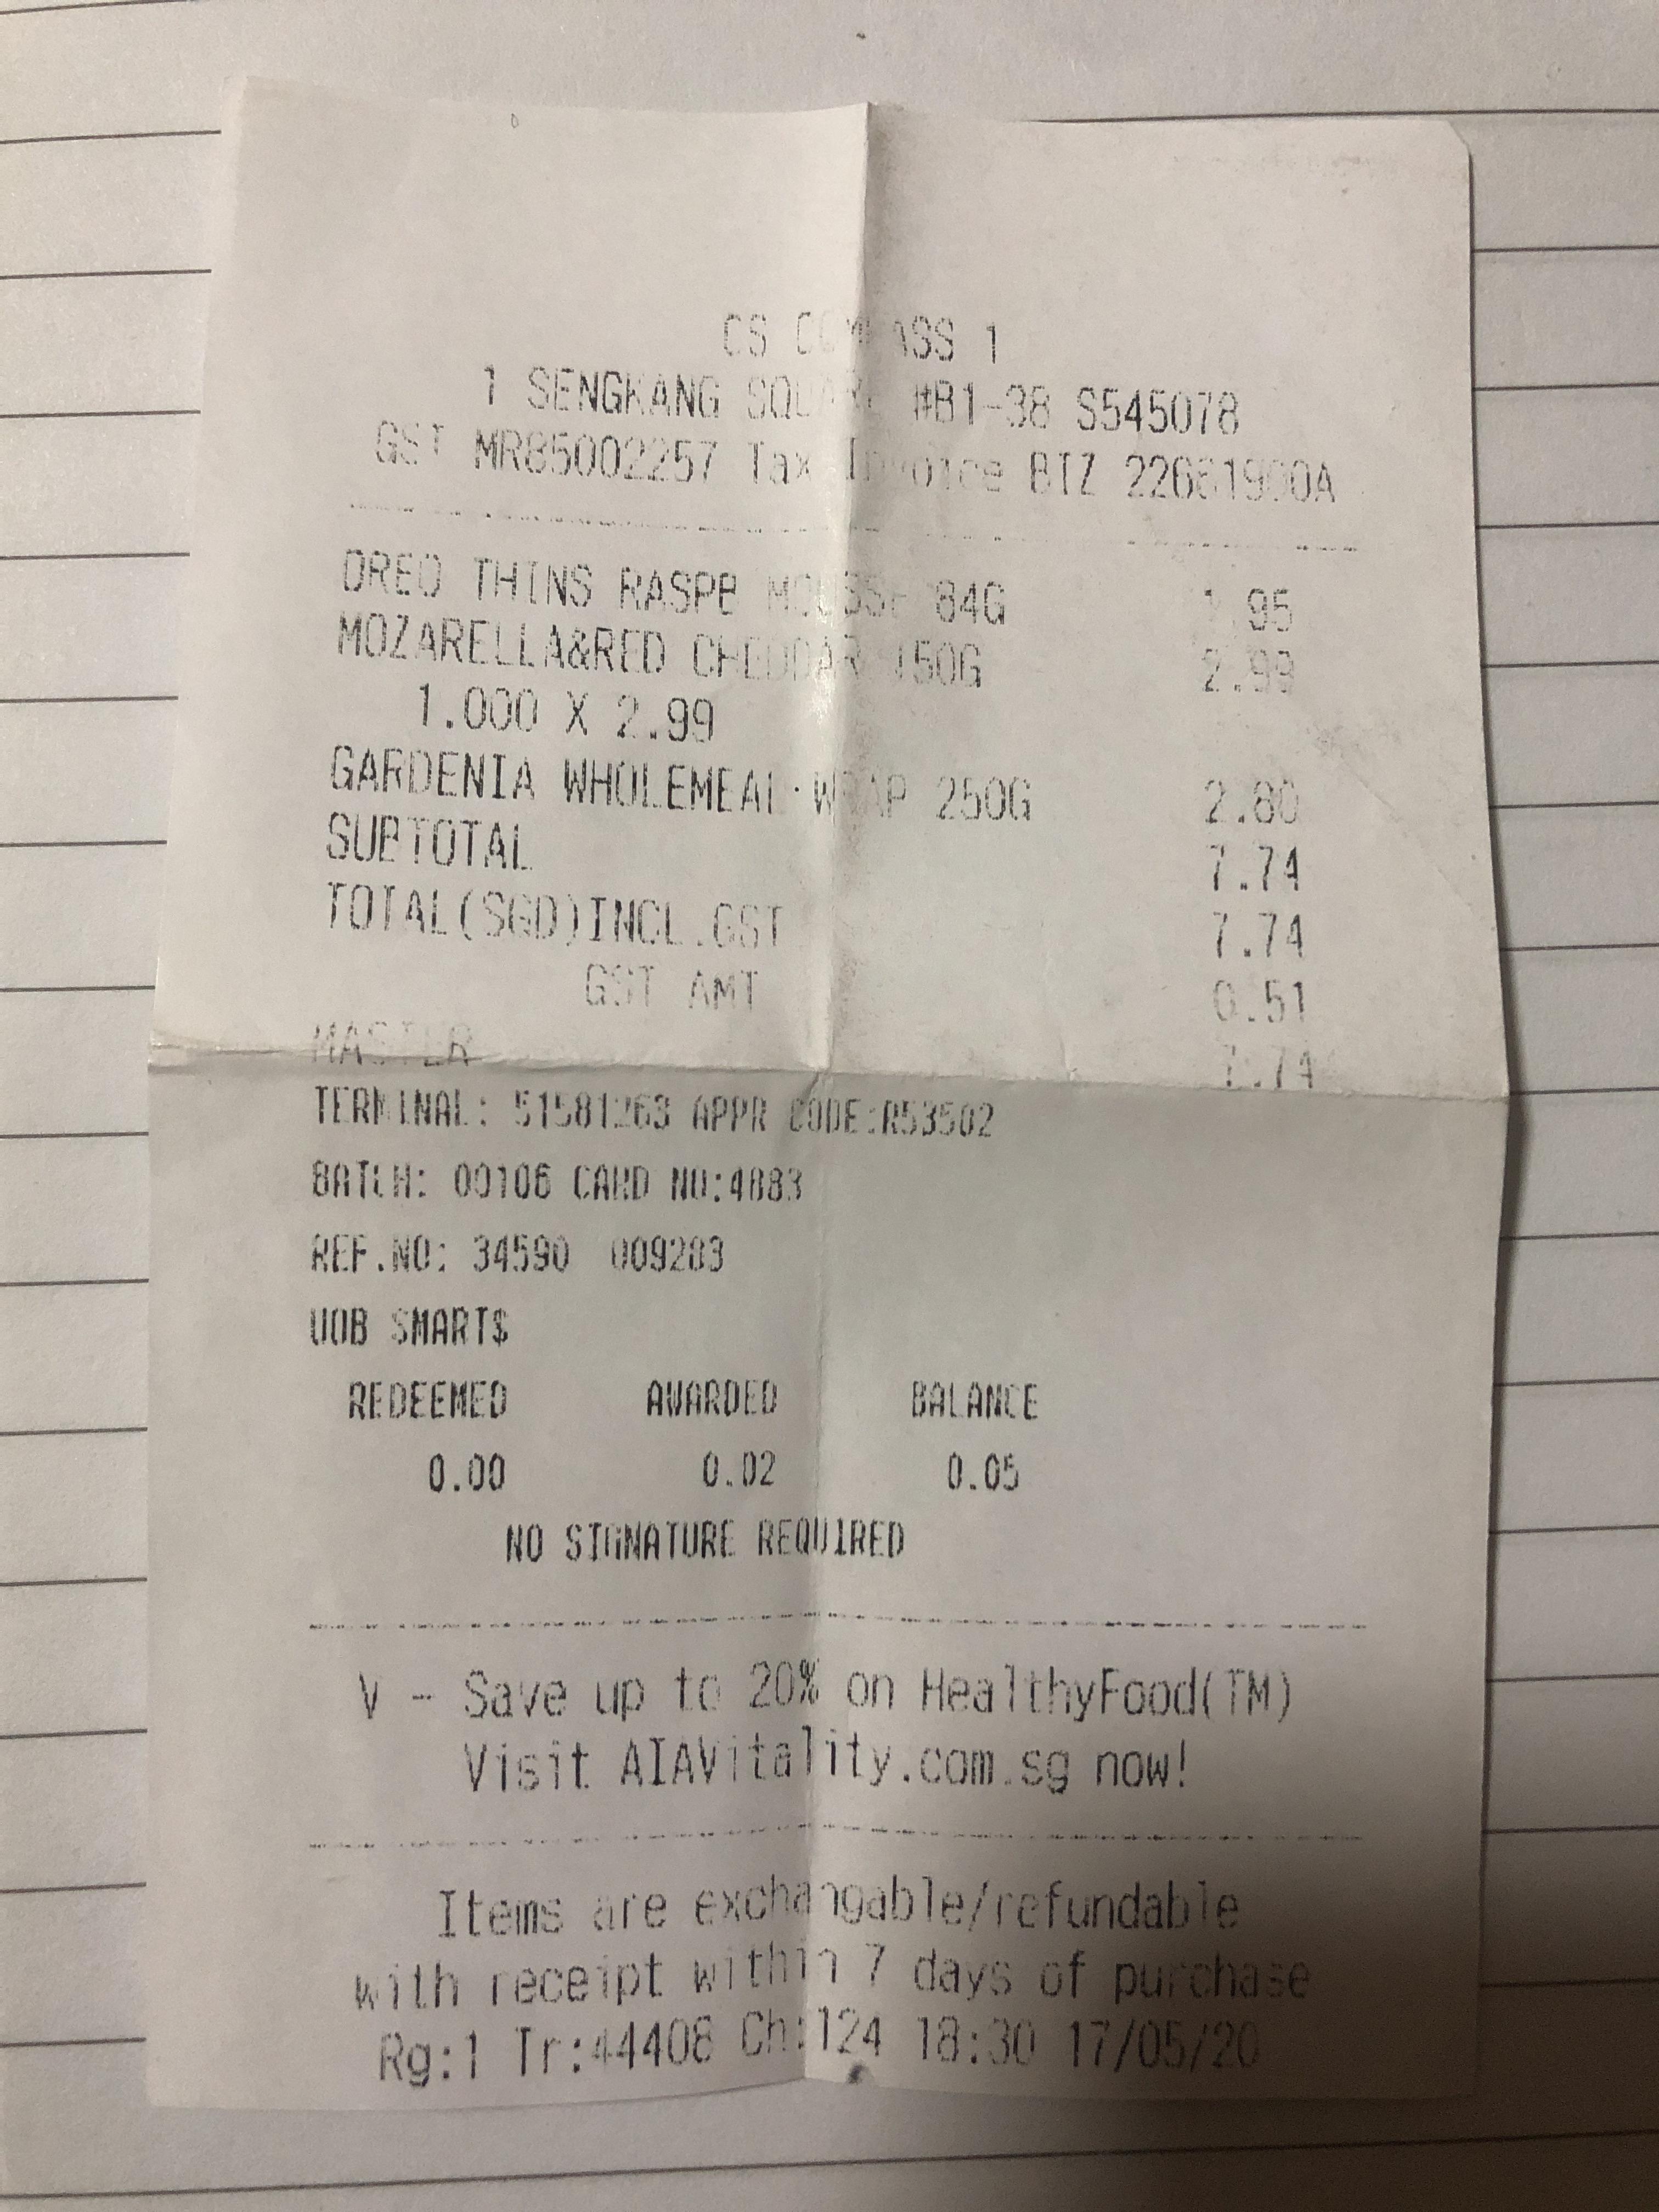 CS COMPASS 1
1 SENGKANG SQUARE #B1-38 S545078
GST MR85002257 Tax Invoice BIZ
OREO THINS RASPB MOUSSE 84G 1.95
MOZARELLA&RED CHEDDAR 150G 2.99
1.000 X 2.99
GARDENIA WHOLEMEAL WRAP 250G 2.80
SUBTOTAL 7.74
TOTAL(SGD)INCL.GST 7.74
GST AMT 0.51
MASTER 7.74
TERMINAL: 51581263 APPR CODE:R53502
BATCH: 00106 CARD NO:4883
REF.NO: 34590 009283
UOB SMART$
REDEEMED AWARDED BALANCE
0.00 0.02 0.05
NO SIGNATURE REQUIRED
V - Save up to 20% on HealthyFood(TM)
Visit AIAVitality.com.sg now!
Items are exchangable/refundable
with receipt within 7 days of purchase
Rg:1 Tr:44408 Ch:124 18:30 17/05/20